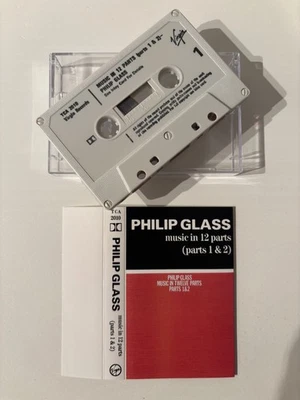 MUSIC IN 12 PARTS (parts 1 & 2)-
PHILIP GLASS
TCA 2010
Virgin Records
Virgin
1
TCA
2010
PHILIP GLASS
music in 12 parts
(parts 1 & 2)
PHILIP GLASS
music in 12 parts
(parts 1 & 2)
PHILIP GLASS
MUSIC IN TWELVE PARTS
PARTS 1&2